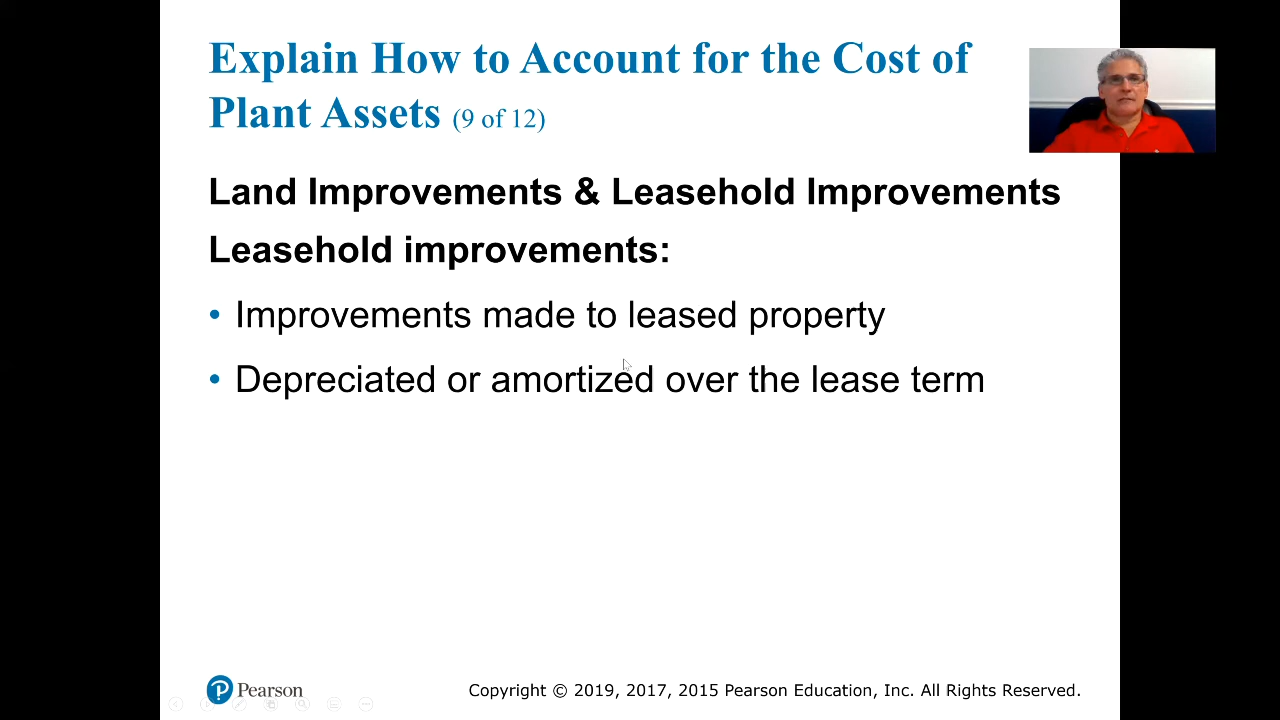 Explain How to Account for the Cost of
Plant Assets (9 of 12)
Land Improvements & Leasehold Improvements
Leasehold improvements:
• Improvements made to leased property
• Depreciated or amortized over the lease term
Pearson
Copyright © 2019, 2017, 2015 Pearson Education, Inc. All Rights Reserved.